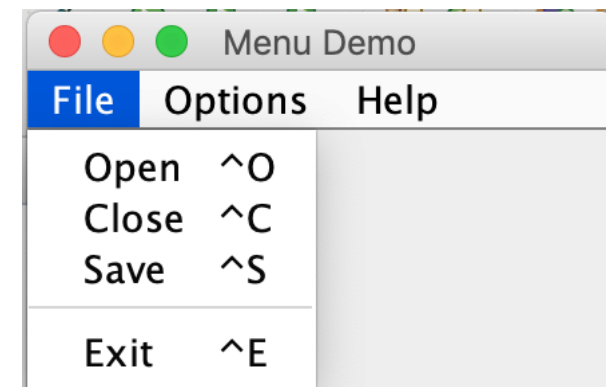 Menu Demo
File Options Help
Open ^O
Close ^C
Save ^S
Exit ^E